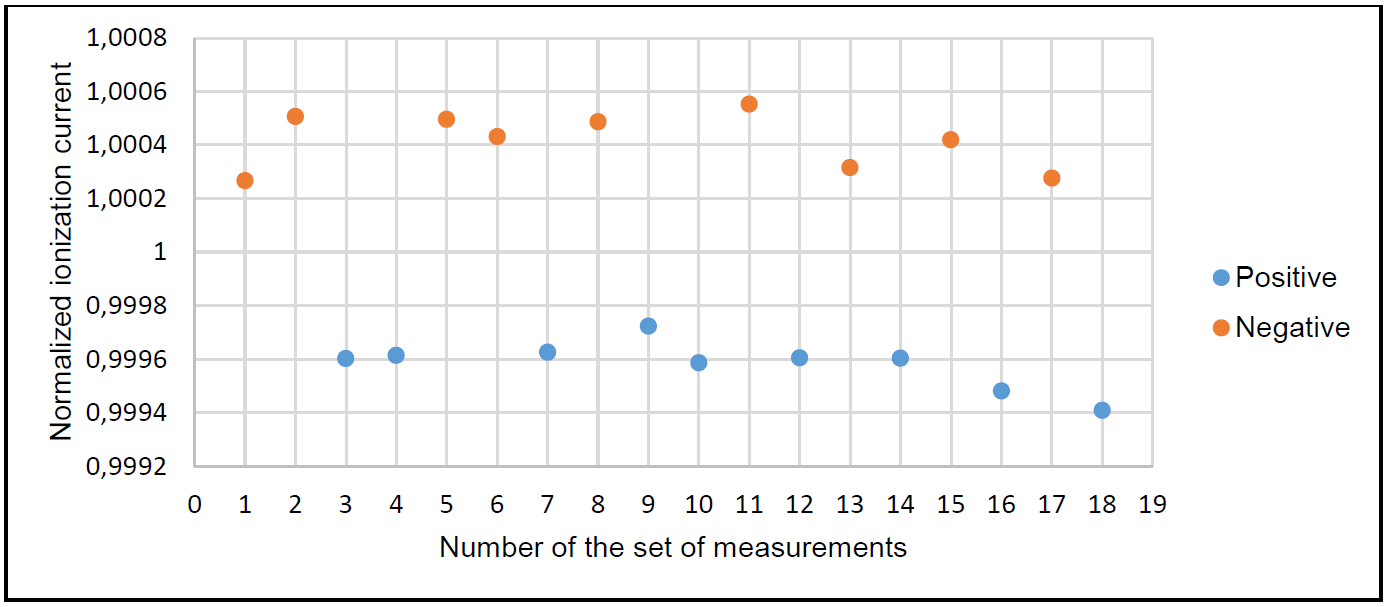 Normalized ionization current
1,0008
1,0006
1,0004
1,0002
1
0,9998
0,9996
0,9994
0,9992
0 1 2 3 4 5 6 7 8 9 10 11 12 13 14 15 16 17 18 19
Number of the set of measurements
Positive
Negative